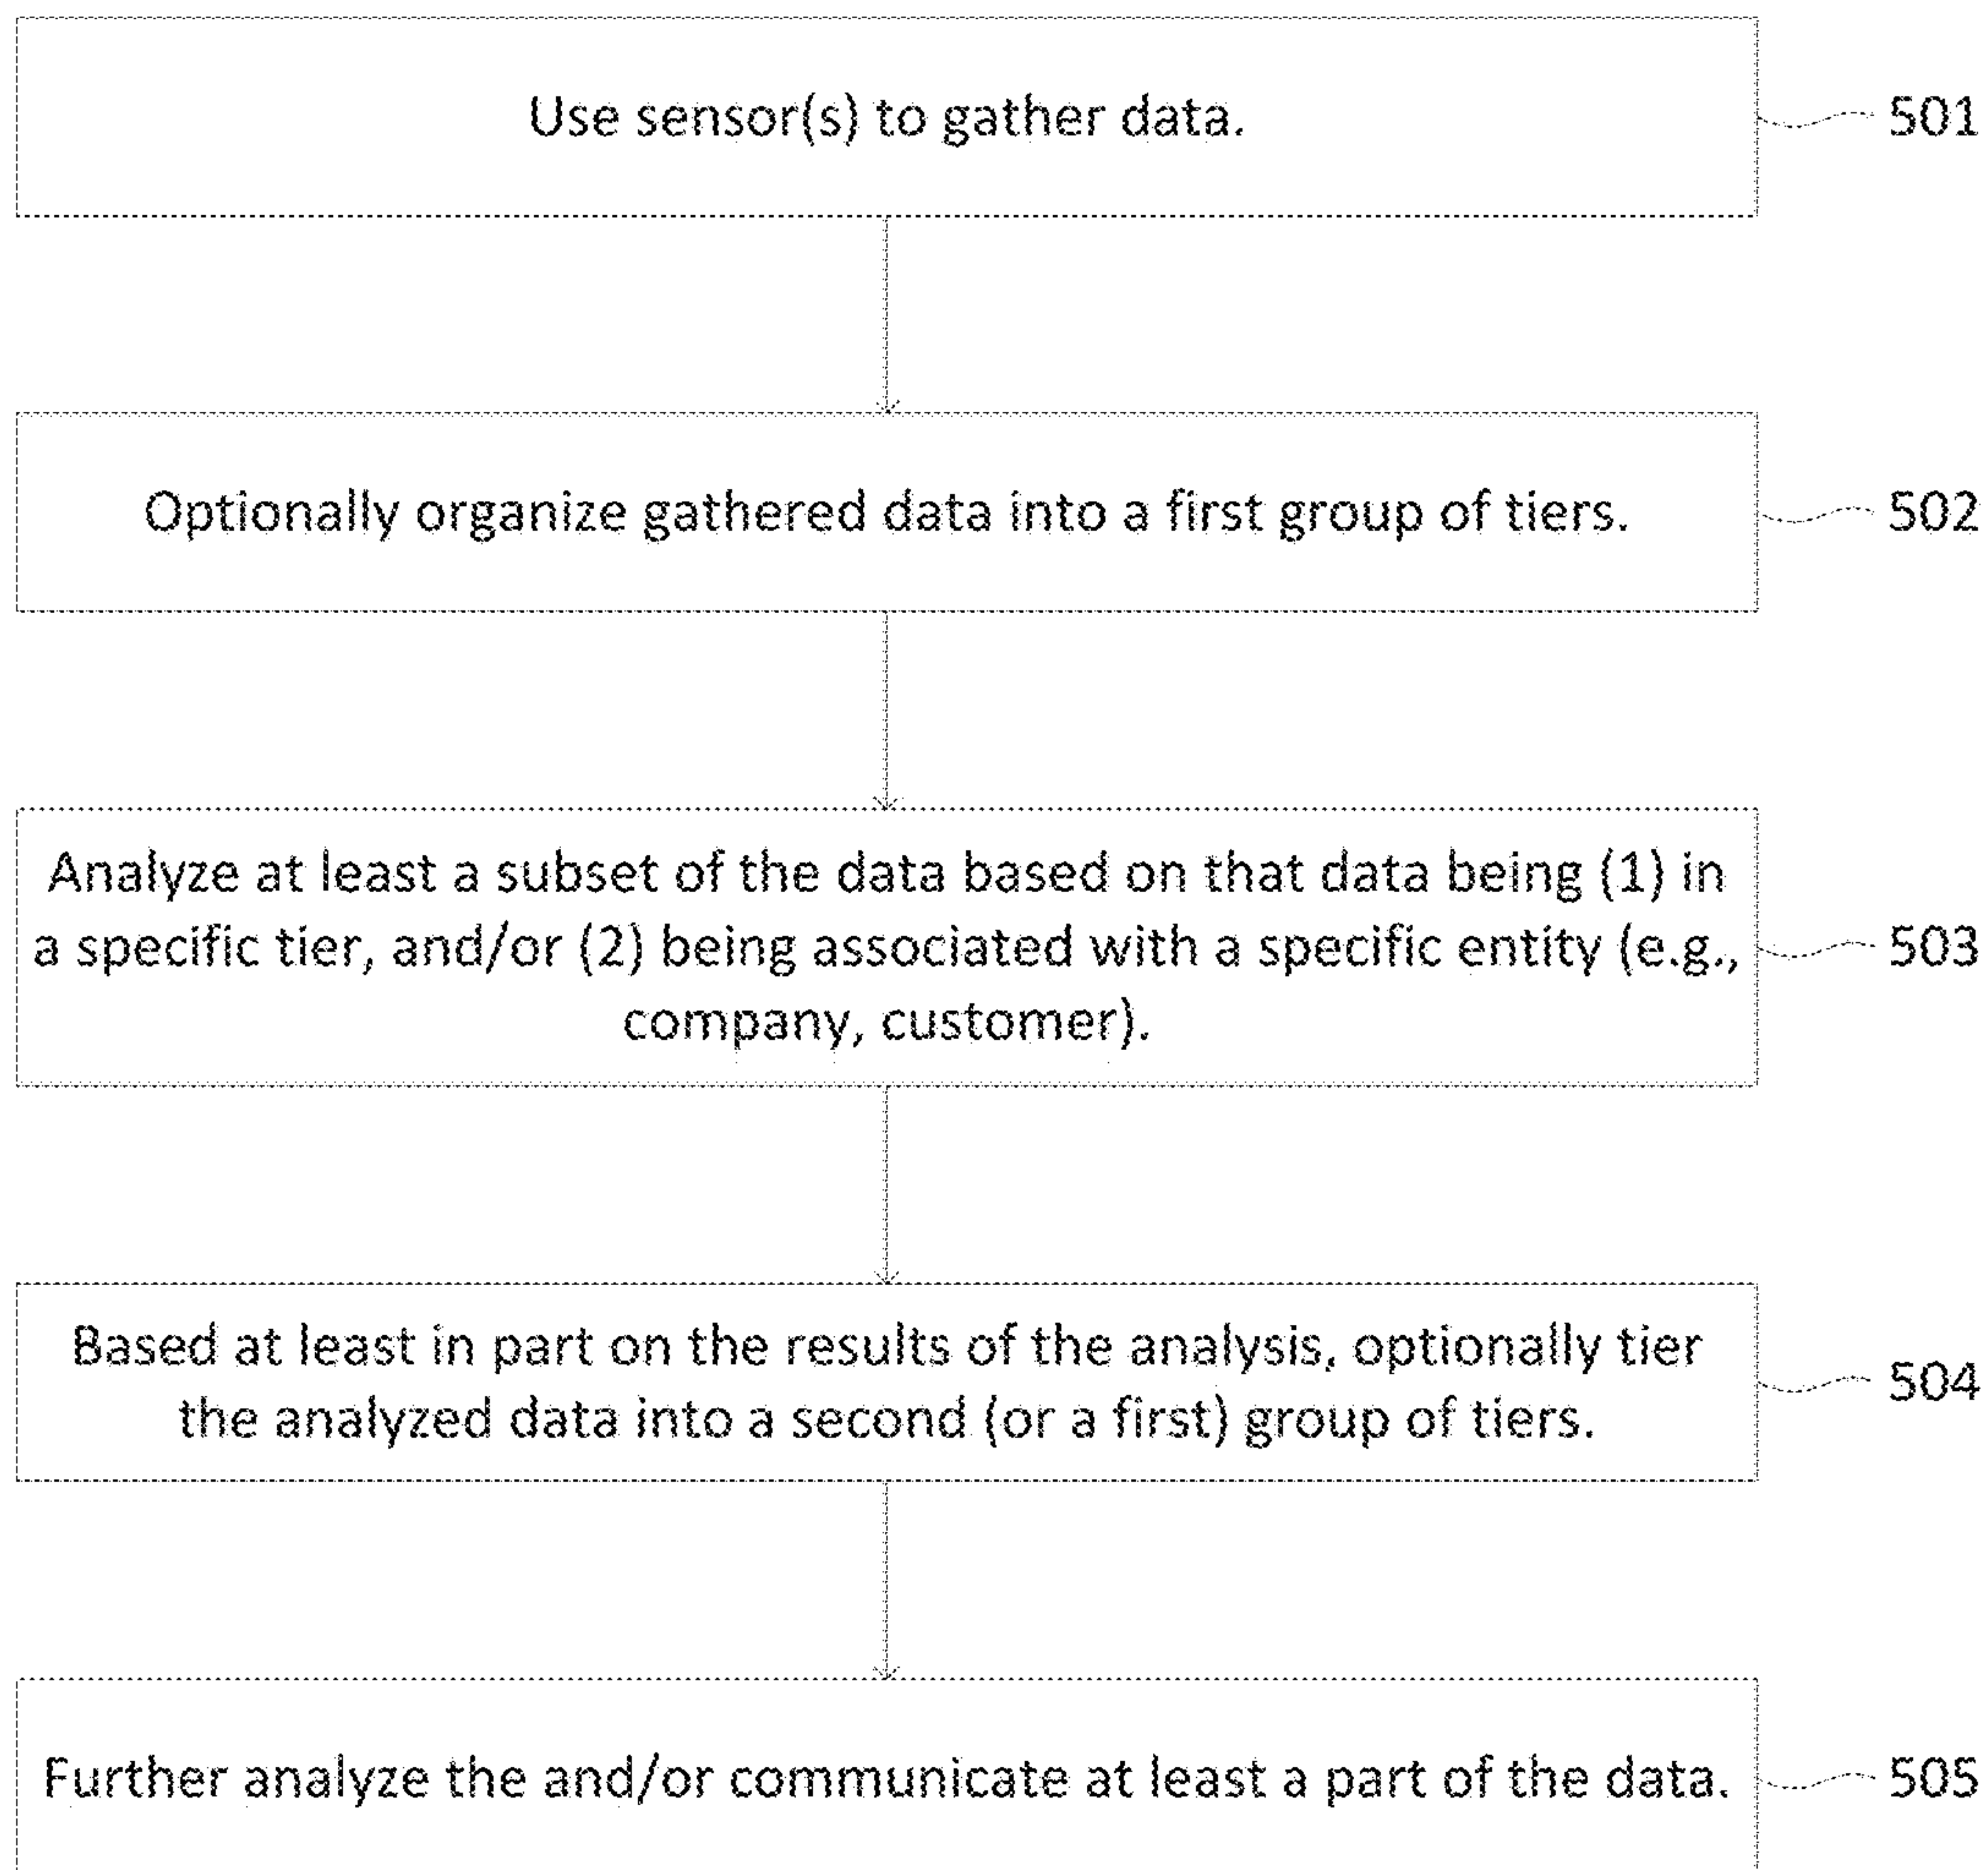 Use sensor(s) to gather data.
501
Optionally organize gathered data into a first group of tiers.
502
Analyze at least a subset of the data based on that data being (1) in
a specific tier, and/or (2) being associated with a specific entity (e.g.,
company, customer).
503
Based at least in part on the results of the analysis, optionally tier
the analyzed data into a second (or a first) group of tiers.
504
Further analyze the and/or communicate at least a part of the data.
505